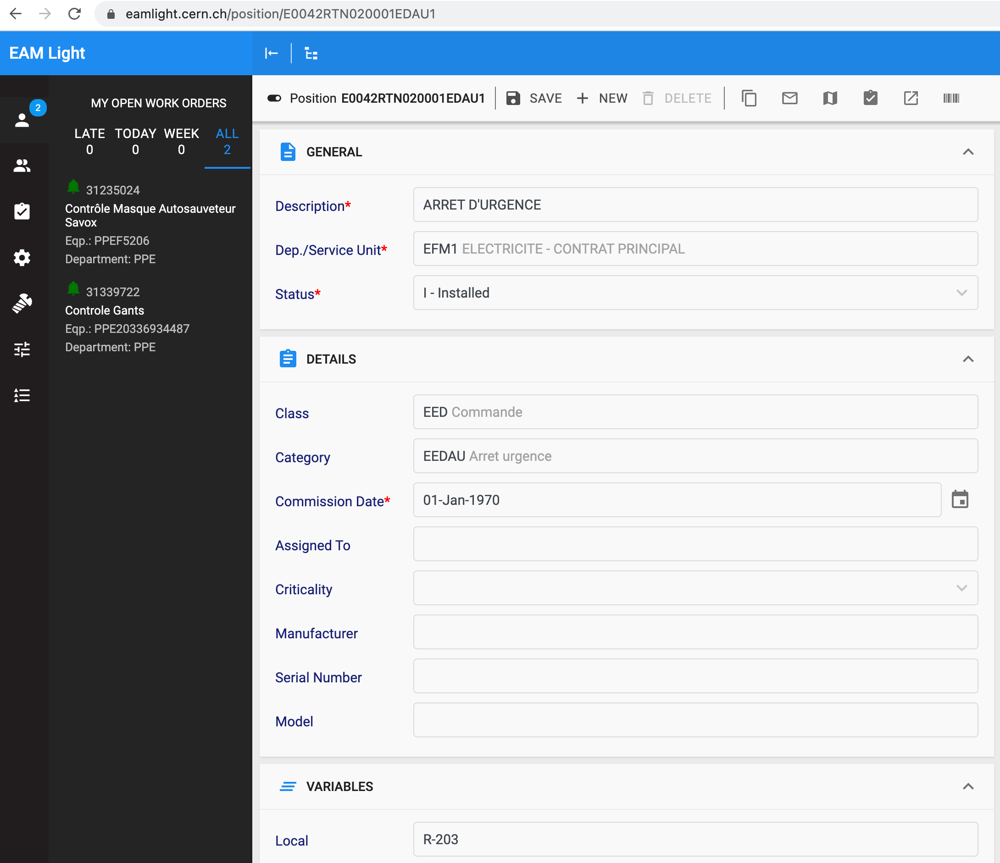 eamlight.cern.ch/position/E0042RTN020001EDAU1
EAM Light
2
MY OPEN WORK ORDERS
LATE TODAY WEEK ALL
0 0 0 2
31235024
Contrôle Masque Autosauveteur
Savox
Eqp.: PPEF5206
Department: PPE
31339722
Controle Gants
Eqp.: PPE20336934487
Department: PPE
Position E0042RTN020001EDAU1 SAVE NEW DELETE
GENERAL
Description* ARRET D'URGENCE
Dep./Service Unit* EFM1 ELECTRICITE - CONTRAT PRINCIPAL
Status* I - Installed
DETAILS
Class EED Commande
Category EEDAU Arret urgence
Commission Date* 01-Jan-1970
Assigned To
Criticality
Manufacturer
Serial Number
Model
VARIABLES
Local R-203